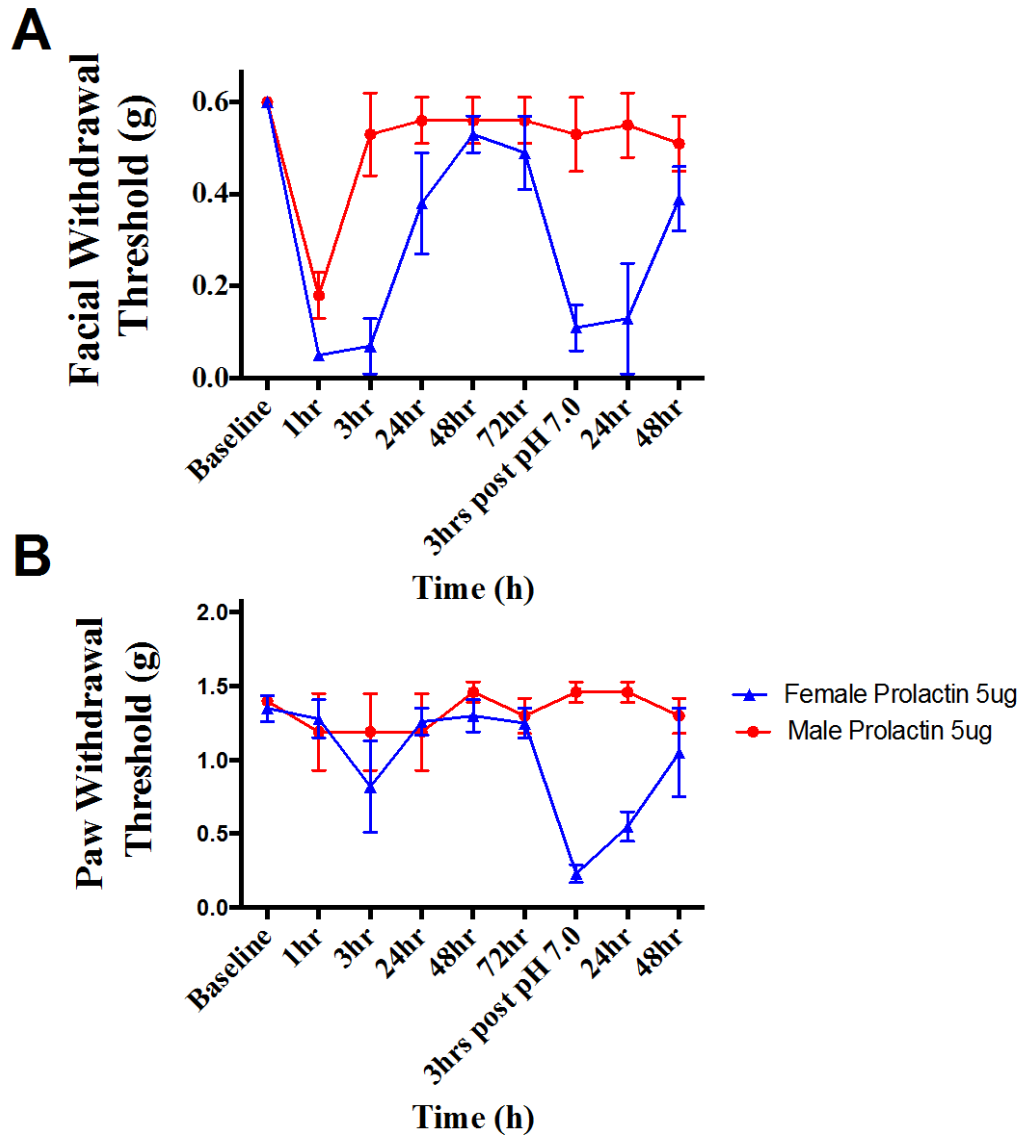 A
Facial Withdrawal
Threshold (g)
0.6
0.4
0.2
0.0
Baseline
1hr
3hr
24hr
48hr
72hr
3hrs post pH 7.0
24hr
48hr
Time (h)
B
Paw Withdrawal
Threshold (g)
2.0
1.5
1.0
0.5
0.0
Baseline
1hr
3hr
24hr
48hr
72hr
3hrs post pH 7.0
24hr
48hr
Time (h)
Female Prolactin 5ug
Male Prolactin 5ug